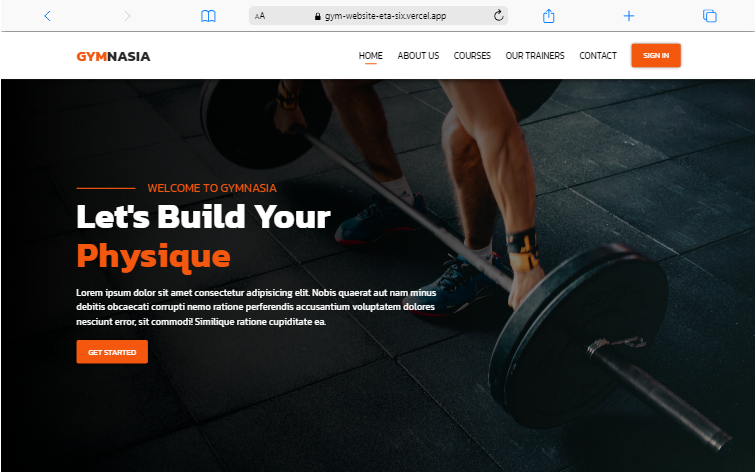 AA gym-website-eta-six.vercel.app
GYMNASIA HOME ABOUT US COURSES OUR TRAINERS CONTACT SIGN IN
WELCOME TO GYMNASIA
Let's Build Your
Physique
Lorem ipsum dolor sit amet consectetur adipisicing elit. Nobis quaerat aut nam minus
debitis obcaecati corrupti nemo ratione perferendis accusantium voluptatem dolores
nesciunt error, sit commodi! Similique ratione cupiditate ea.
GET STARTED